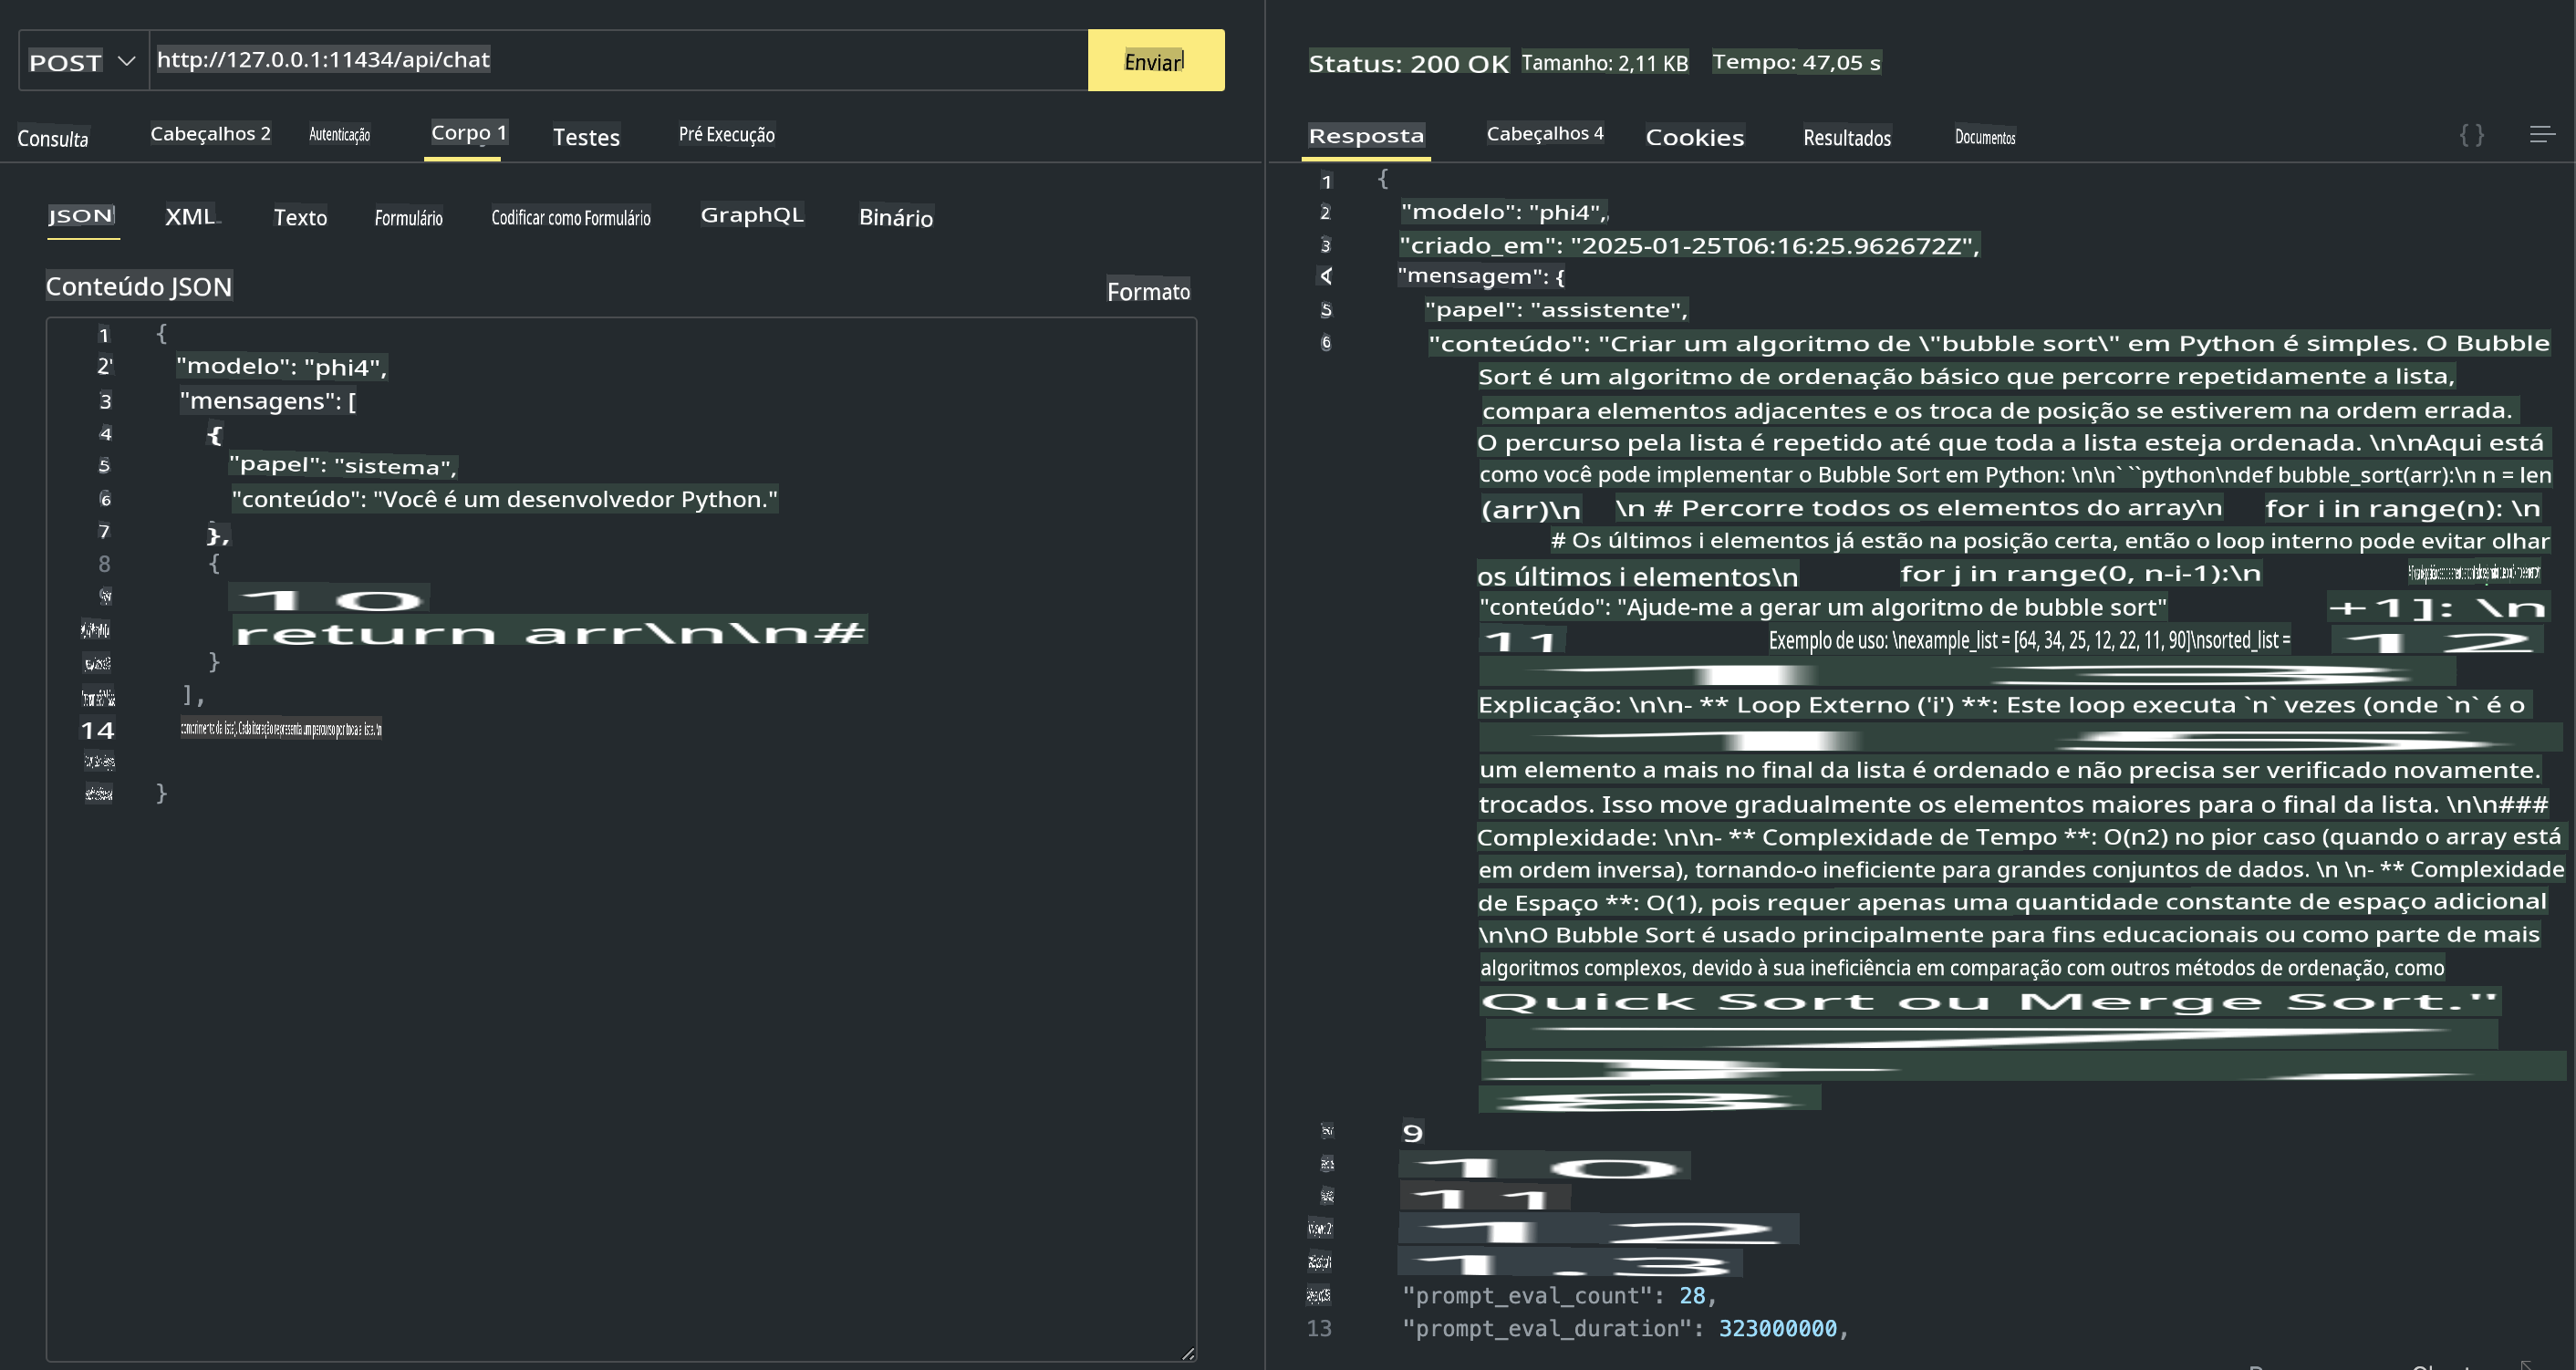 POST http://127.0.0.1:11434/api/chat Enviar
Consulta Cabeçalhos 2 Autenticação Corpo 1 Testes Pré Execução
JSON XML Texto Formulário Codificar como Formulário GraphQL Binário
Conteúdo JSON Formato
1 {
2 "modelo": "phi4",
3 "mensagens": [
4 {
5 "papel": "sistema",
6 "conteúdo": "Você é um desenvolvedor Python."
7 },
8 {
10
return arr\n\n#
}
],
14 comprimento da lista). Cada iteração representa um percurso por toda a lista. \n
}
Status: 200 OK Tamanho: 2,11 KB Tempo: 47,05 s
Resposta Cabeçalhos 4 Cookies Resultados Documentos { }
1 {
2 "modelo": "phi4",
3 "criado_em": "2025-01-25T06:16:25.962672Z",
4 "mensagem": {
5 "papel": "assistente",
6 "conteúdo": "Criar um algoritmo de \"bubble sort\" em Python é simples. O Bubble
Sort é um algoritmo de ordenação básico que percorre repetidamente a lista,
compara elementos adjacentes e os troca de posição se estiverem na ordem errada.
O percurso pela lista é repetido até que toda a lista esteja ordenada. \n\nAqui está
como você pode implementar o Bubble Sort em Python: \n\n` ``python\ndef bubble_sort(arr):\n n = len
(arr)\n \n # Percorre todos os elementos do array\n for i in range(n): \n
# Os últimos i elementos já estão na posição certa, então o loop interno pode evitar olhar
os últimos i elementos\n for j in range(0, n-i-1):\n
"conteúdo": "Ajude-me a gerar um algoritmo de bubble sort" +1]: \n
11 Exemplo de uso: \nexample_list = [64, 34, 25, 12, 22, 11, 90]\nsorted_list = 12
13
Explicação: \n\n- ** Loop Externo ('i') **: Este loop executa `n` vezes (onde `n` é o
15
um elemento a mais no final da lista é ordenado e não precisa ser verificado novamente.
trocados. Isso move gradualmente os elementos maiores para o final da lista. \n\n###
Complexidade: \n\n- ** Complexidade de Tempo **: O(n2) no pior caso (quando o array está
em ordem inversa), tornando-o ineficiente para grandes conjuntos de dados. \n \n- ** Complexidade
de Espaço **: O(1), pois requer apenas uma quantidade constante de espaço adicional
\n\nO Bubble Sort é usado principalmente para fins educacionais ou como parte de mais
algoritmos complexos, devido à sua ineficiência em comparação com outros métodos de ordenação, como
Quick Sort ou Merge Sort."
7
8
9
10
11
12
1.3
"prompt_eval_count": 28,
13 "prompt_eval_duration": 323000000,